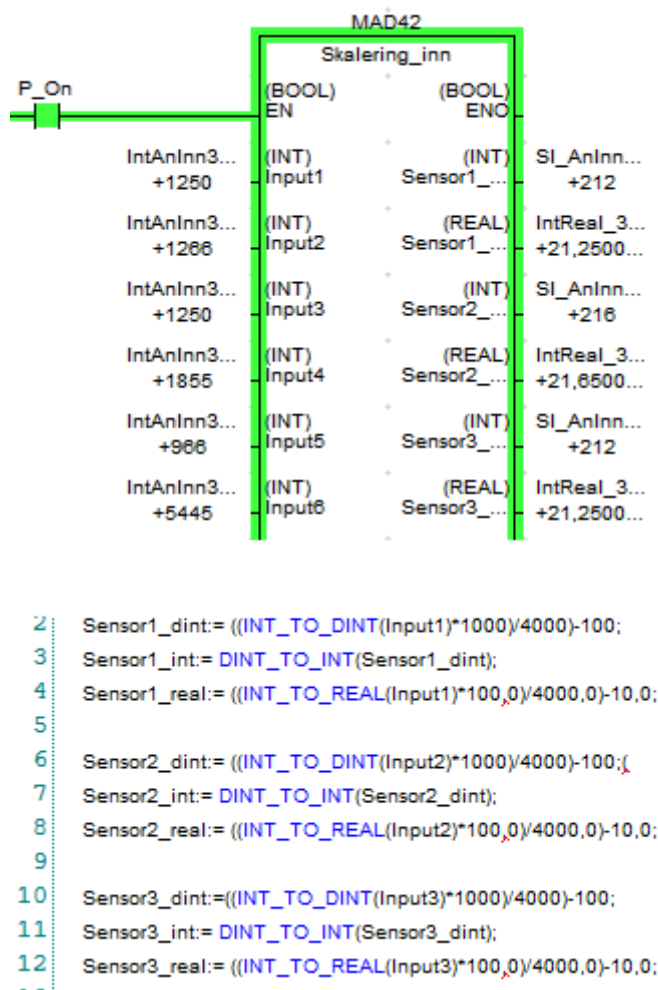 MAD42
Skalering_inn
P_On
(BOOL) (BOOL)
EN ENO
IntAnInn3... (INT) (INT) SI_AnInn...
+1250 Input1 Sensor1_... +212
IntAnInn3... (INT) (REAL) IntReal_3...
+1266 Input2 Sensor1_... +21,2500...
IntAnInn3... (INT) (INT) SI_AnInn...
+1250 Input3 Sensor2_... +216
IntAnInn3... (INT) (REAL) IntReal_3...
+1855 Input4 Sensor2_... +21,6500...
IntAnInn3... (INT) (INT) SI_AnInn...
+966 Input5 Sensor3_... +212
IntAnInn3... (INT) (REAL) IntReal_3...
+5445 Input6 Sensor3_... +21,2500...
2 Sensor1_dint:= ((INT_TO_DINT(Input1)*1000)/4000)-100;
3 Sensor1_int:= DINT_TO_INT(Sensor1_dint);
4 Sensor1_real:= ((INT_TO_REAL(Input1)*100,0)/4000,0)-10,0;
5
6 Sensor2_dint:= ((INT_TO_DINT(Input2)*1000)/4000)-100;(
7 Sensor2_int:= DINT_TO_INT(Sensor2_dint);
8 Sensor2_real:= ((INT_TO_REAL(Input2)*100,0)/4000,0)-10,0;
9
10 Sensor3_dint:=((INT_TO_DINT(Input3)*1000)/4000)-100;
11 Sensor3_int:= DINT_TO_INT(Sensor3_dint);
12 Sensor3_real:= ((INT_TO_REAL(Input3)*100,0)/4000,0)-10,0;